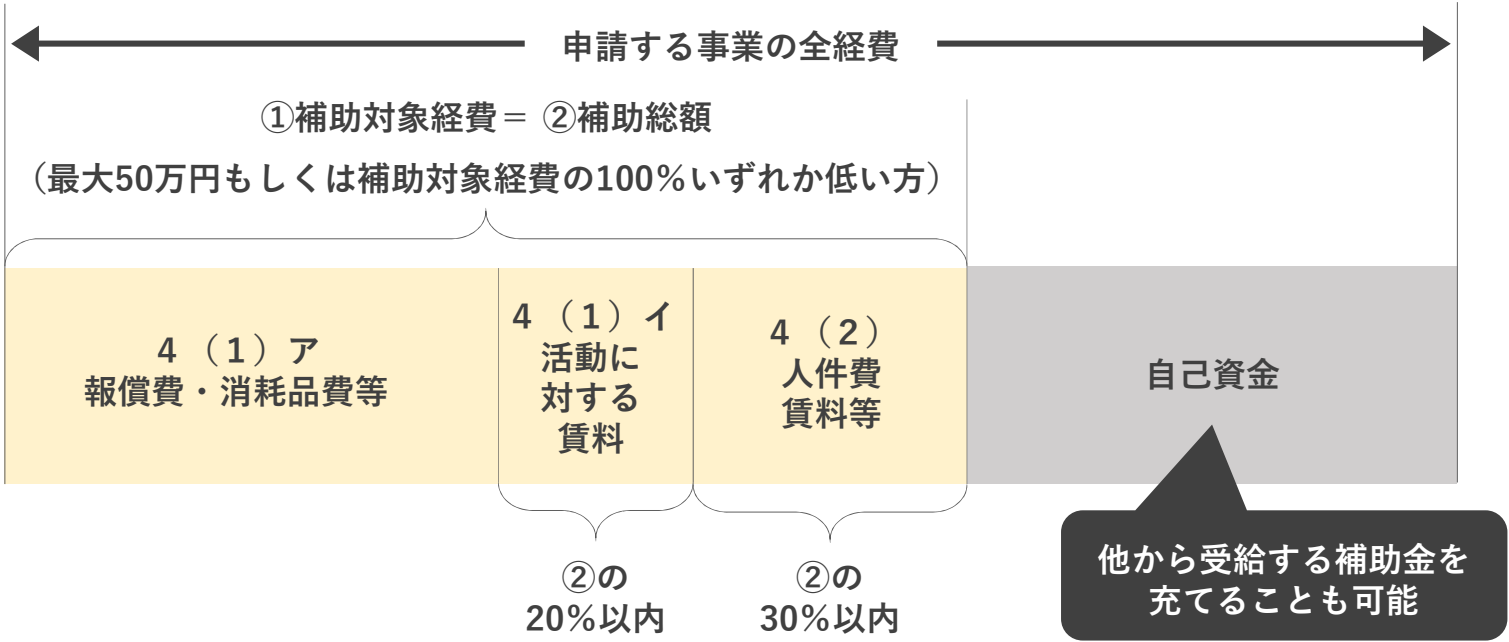 申請する事業の全経費
①補助対象経費＝ ②補助総額
（最大50万円もしくは補助対象経費の100％いずれか低い方）
４（１）ア
報償費・消耗品費等
４（１）イ
活動に
対する
賃料
４（２）
人件費
賃料等
自己資金
②の
20％以内
②の
30％以内
他から受給する補助金を
充てることも可能